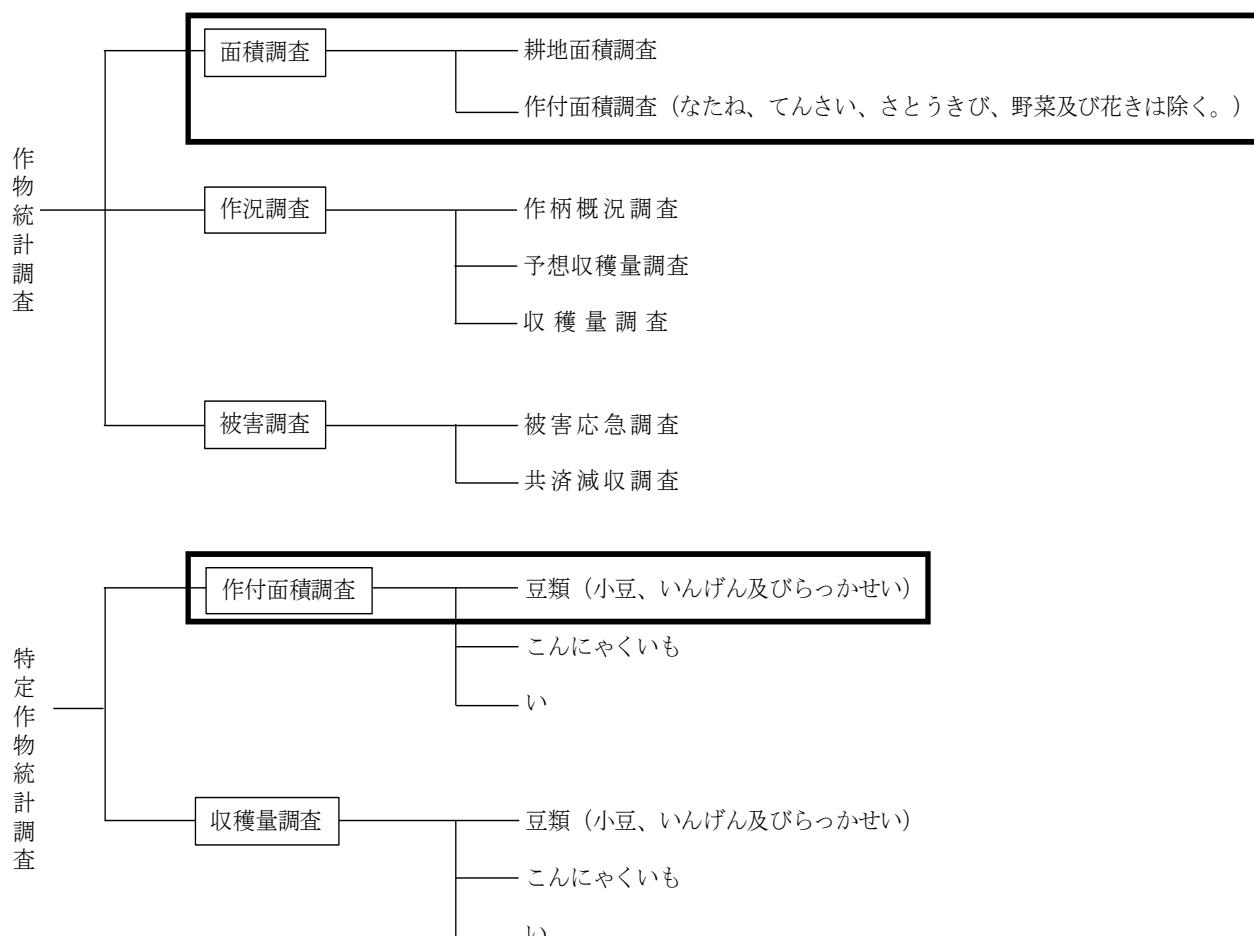 作物統計調査
面積調査
耕地面積調査
作付面積調査（なたね、てんさい、さとうきび、野菜及び花きは除く。）
作況調査
作柄概況調査
予想収穫量調査
収穫量調査
被害調査
被害応急調査
共済減収調査
特定作物統計調査
作付面積調査
豆類（小豆、いんげん及びらっかせい）
こんにゃくいも
い
収穫量調査
豆類（小豆、いんげん及びらっかせい）
こんにゃくいも
い